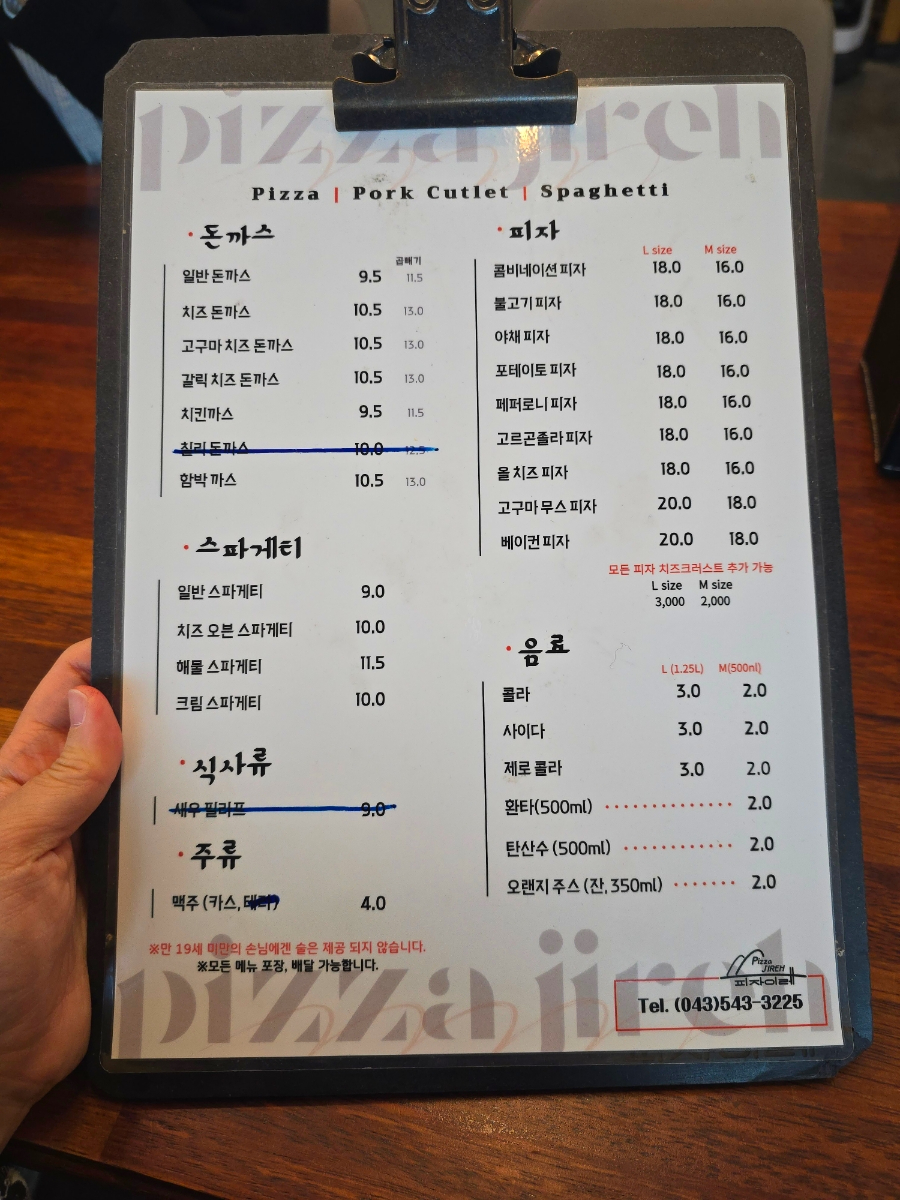 pizza jireh
Pizza | Pork Cutlet | Spaghetti
• 돈까스
곱빼기
일반 돈까스 9.5 11.5
치즈 돈까스 10.5 13.0
고구마 치즈 돈까스 10.5 13.0
갈릭 치즈 돈까스 10.5 13.0
치킨까스 9.5 11.5
칠리 돈까스 10.0 12.5
함박 까스 10.5 13.0
• 스파게티
일반 스파게티 9.0
치즈 오븐 스파게티 10.0
해물 스파게티 11.5
크림 스파게티 10.0
• 식사류
새우 필라프 9.0
• 주류
맥주 (카스, 테라) 4.0
※만 19세 미만의 손님에겐 술은 제공 되지 않습니다.
※모든 메뉴 포장, 배달 가능합니다.
• 피자
L size M size
콤비네이션 피자 18.0 16.0
불고기 피자 18.0 16.0
야채 피자 18.0 16.0
포테이토 피자 18.0 16.0
페퍼로니 피자 18.0 16.0
고르곤졸라 피자 18.0 16.0
올 치즈 피자 18.0 16.0
고구마 무스 피자 20.0 18.0
베이컨 피자 20.0 18.0
모든 피자 치즈크러스트 추가 가능
L size M size
3,000 2,000
• 음료
L (1.25L) M(500nl)
콜라 3.0 2.0
사이다 3.0 2.0
제로 콜라 3.0 2.0
환타(500ml) 2.0
탄산수 (500ml) 2.0
오랜지 주스 (잔, 350ml) 2.0
Pizza
JIREH
피자이레
Tel. (043)543-3225
pizza jireh